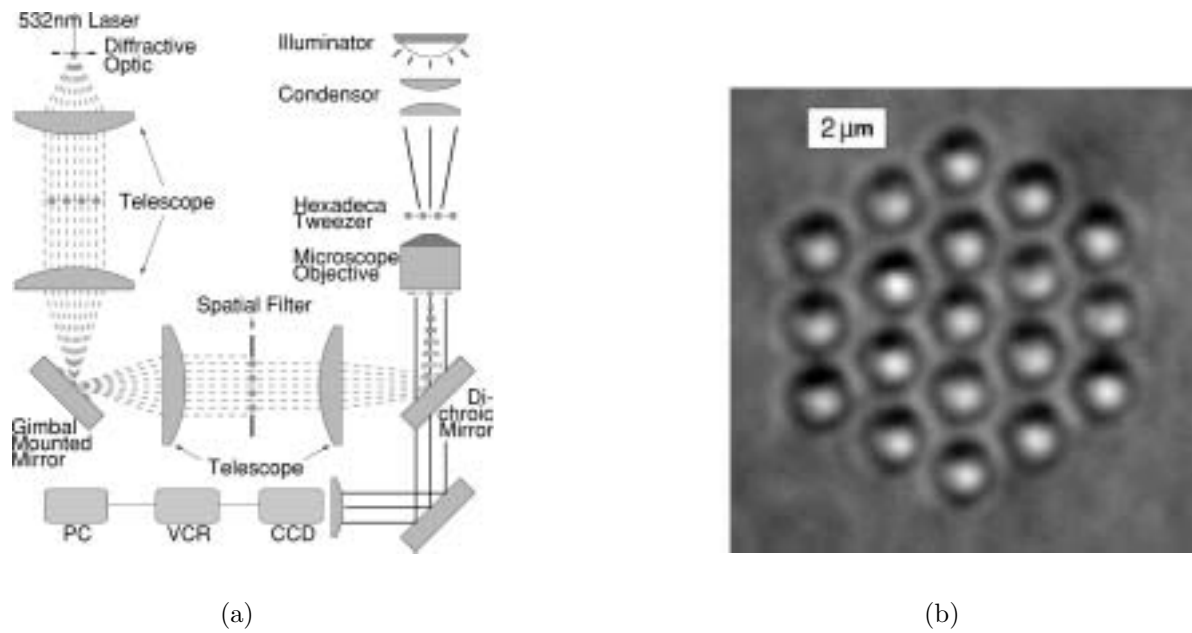 532nm Laser
Diffractive
Optic
Telescope
Gimbal
Mounted
Mirror
Spatial Filter
Telescope
PC
VCR
CCD
Illuminator
Condensor
Hexadeca
Tweezer
Microscope
Objective
Di-
chroic
Mirror
2 μm
(a)
(b)